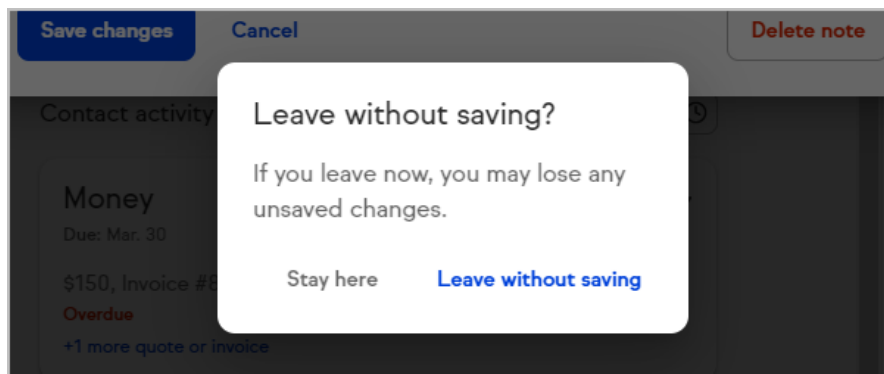 Save changes
Cancel
Delete note
Contact activity
Leave without saving?
If you leave now, you may lose any
unsaved changes.
Stay here
Leave without saving
Money
Due: Mar. 30
$150, Invoice #
Overdue
+1 more quote or invoice